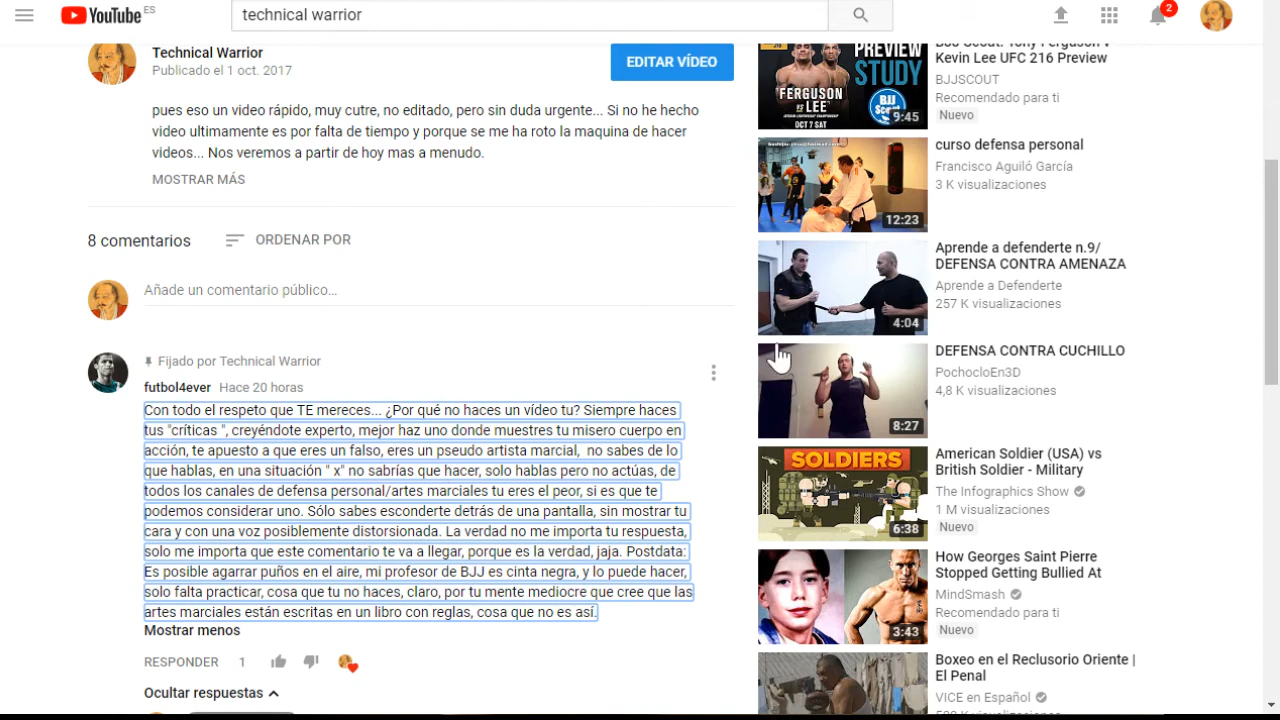 YouTube ES
technical warrior
2
Technical Warrior
Publicado el 1 oct. 2017
EDITAR VÍDEO
pues eso un video rápido, muy cutre, no editado, pero sin duda urgente... Si no he hecho
video ultimamente es por falta de tiempo y porque se me ha roto la maquina de hacer
videos... Nos veremos a partir de hoy mas a menudo.
MOSTRAR MÁS
8 comentarios
ORDENAR POR
Añade un comentario público...
Fijado por Technical Warrior
futbol4ever Hace 20 horas
Con todo el respeto que TE mereces... ¿Por qué no haces un vídeo tu? Siempre haces
tus "críticas ", creyéndote experto, mejor haz uno donde muestres tu misero cuerpo en
acción, te apuesto a que eres un falso, eres un pseudo artista marcial, no sabes de lo
que hablas, en una situación " x" no sabrías que hacer, solo hablas pero no actúas, de
todos los canales de defensa personal/artes marciales tu eres el peor, si es que te
podemos considerar uno. Sólo sabes esconderte detrás de una pantalla, sin mostrar tu
cara y con una voz posiblemente distorsionada. La verdad no me importa tu respuesta,
solo me importa que este comentario te va a llegar, porque es la verdad, jaja. Postdata:
Es posible agarrar puños en el aire, mi profesor de BJJ es cinta negra, y lo puede hacer,
solo falta practicar, cosa que tu no haces, claro, por tu mente mediocre que cree que las
artes marciales están escritas en un libro con reglas, cosa que no es así.
Mostrar menos
RESPONDER 1
Ocultar respuestas
PREVIEW
STUDY
FERGUSON
VS
LEE
OCT 7 SAT
BJJ
Scout
9:45
BJJ Scout: Tony Ferguson v
Kevin Lee UFC 216 Preview
BJJSCOUT
Recomendado para ti
Nuevo
12:23
curso defensa personal
Francisco Aguiló García
3 K visualizaciones
4:04
Aprende a defenderte n.9/
DEFENSA CONTRA AMENAZA
Aprende a Defenderte
257 K visualizaciones
8:27
DEFENSA CONTRA CUCHILLO
PochocloEn3D
4,8 K visualizaciones
SOLDIERS
6:38
American Soldier (USA) vs
British Soldier - Military
The Infographics Show
1 M visualizaciones
Nuevo
3:43
How Georges Saint Pierre
Stopped Getting Bullied At
MindSmash
Recomendado para ti
Nuevo
Boxeo en el Reclusorio Oriente |
El Penal
VICE en Español